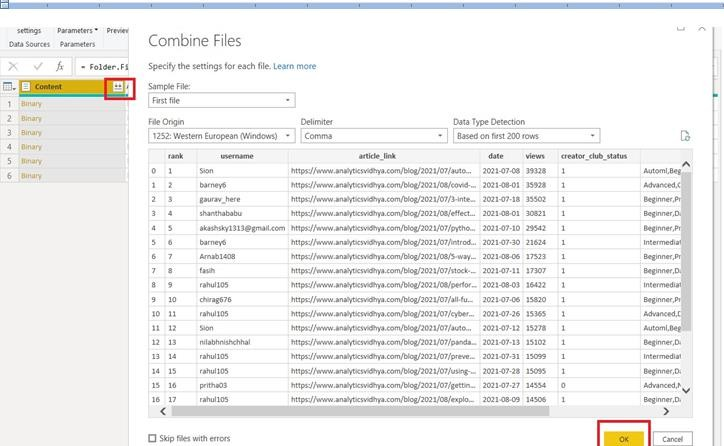 settings
Parameters
Preview
Data Sources
Parameters
= Folder.Fi
Content
1 Binary
2 Binary
3 Binary
4 Binary
5 Binary
6 Binary
Combine Files
Specify the settings for each file. Learn more
Sample File:
First file
File Origin Delimiter Data Type Detection
1252: Western European (Windows) Comma Based on first 200 rows
rank username article_link date views creator_club_status
0 1 Sion https://www.analyticsvidhya.com/blog/2021/07/auto... 2021-07-08 39328 1 Automl,Beg
1 2 barney6 https://www.analyticsvidhya.com/blog/2021/08/covid-... 2021-08-01 35928 1 Advanced,C
2 3 gaurav_here https://www.analyticsvidhya.com/blog/2021/07/3-inte... 2021-07-18 35502 1 Beginner,Pr
3 4 shanthababu https://www.analyticsvidhya.com/blog/2021/08/effect... 2021-08-01 30821 1 Beginner,Da
4 5 akashsky1313@gmail.com https://www.analyticsvidhya.com/blog/2021/07/pytho... 2021-07-10 29542 1 Beginner,Pr
5 6 barney6 https://www.analyticsvidhya.com/blog/2021/07/introd... 2021-07-30 21624 1 Intermediat
6 7 Arnab1408 https://www.analyticsvidhya.com/blog/2021/08/5-way... 2021-08-06 17523 1 Beginner,Da
7 8 fasih https://www.analyticsvidhya.com/blog/2021/07/stock-... 2021-07-11 17307 1 Beginner,Da
8 9 rahul105 https://www.analyticsvidhya.com/blog/2021/08/perfor... 2021-08-03 16422 1 Intermediat
9 10 chirag676 https://www.analyticsvidhya.com/blog/2021/07/all-fu... 2021-07-06 15820 1 Beginner,Pr
10 11 rahul105 https://www.analyticsvidhya.com/blog/2021/07/cyber... 2021-07-26 15365 1 Advanced,D
11 12 Sion https://www.analyticsvidhya.com/blog/2021/07/auto... 2021-07-12 15278 1 Automl,Beg
12 13 nilabhnishchhal https://www.analyticsvidhya.com/blog/2021/07/panda... 2021-07-13 15102 1 Beginner,Da
13 14 rahul105 https://www.analyticsvidhya.com/blog/2021/07/preve... 2021-07-31 15099 1 Intermediat
14 15 rahul105 https://www.analyticsvidhya.com/blog/2021/07/using-... 2021-07-28 15095 1 Beginner,Da
15 16 pritha03 https://www.analyticsvidhya.com/blog/2021/07/gettin... 2021-07-27 14554 0 Advanced,N
16 17 rahul105 https://www.analyticsvidhya.com/blog/2021/08/explo... 2021-08-09 14506 1 Beginner,Da
Skip files with errors
OK
Cancel